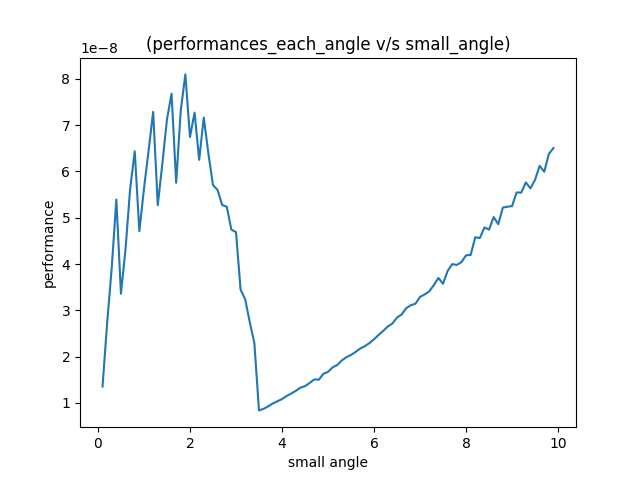 (performances_each_angle v/s small_angle)
1e−8
8
7
6
5
4
3
2
1
performance
0 2 4 6 8 10
small angle